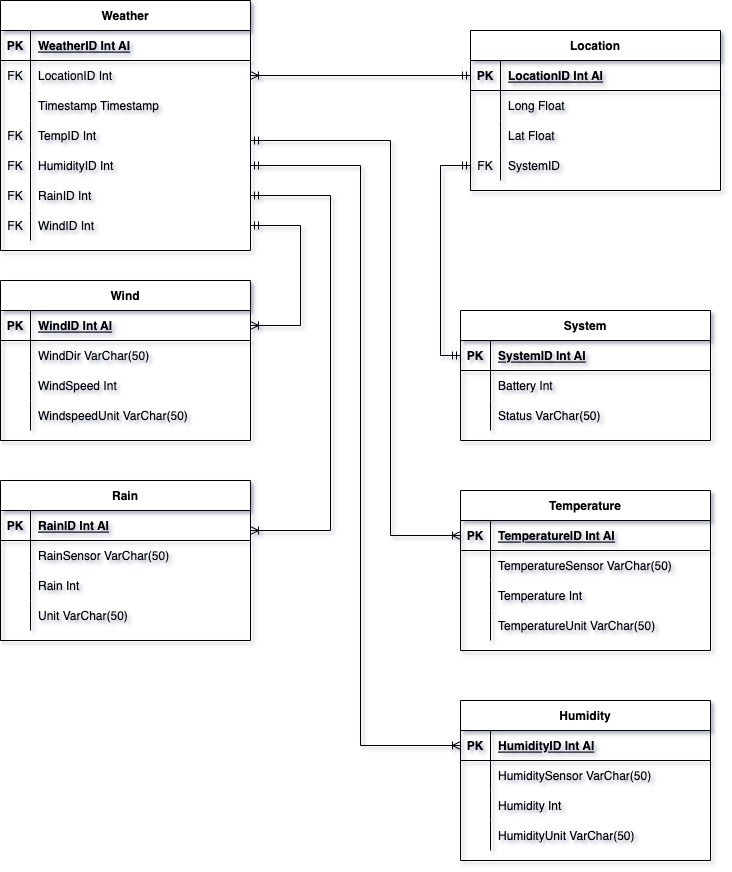 Weather
PK WeatherID Int AI
FK LocationID Int
Timestamp Timestamp
FK TempID Int
FK HumidityID Int
FK RainID Int
FK WindID Int
Location
PK LocationID Int AI
Long Float
Lat Float
FK SystemID
Wind
PK WindID Int AI
WindDir VarChar(50)
WindSpeed Int
WindspeedUnit VarChar(50)
System
PK SystemID Int AI
Battery Int
Status VarChar(50)
Rain
PK RainID Int AI
RainSensor VarChar(50)
Rain Int
Unit VarChar(50)
Temperature
PK TemperatureID Int AI
TemperatureSensor VarChar(50)
Temperature Int
TemperatureUnit VarChar(50)
Humidity
PK HumidityID Int AI
HumiditySensor VarChar(50)
Humidity Int
HumidityUnit VarChar(50)